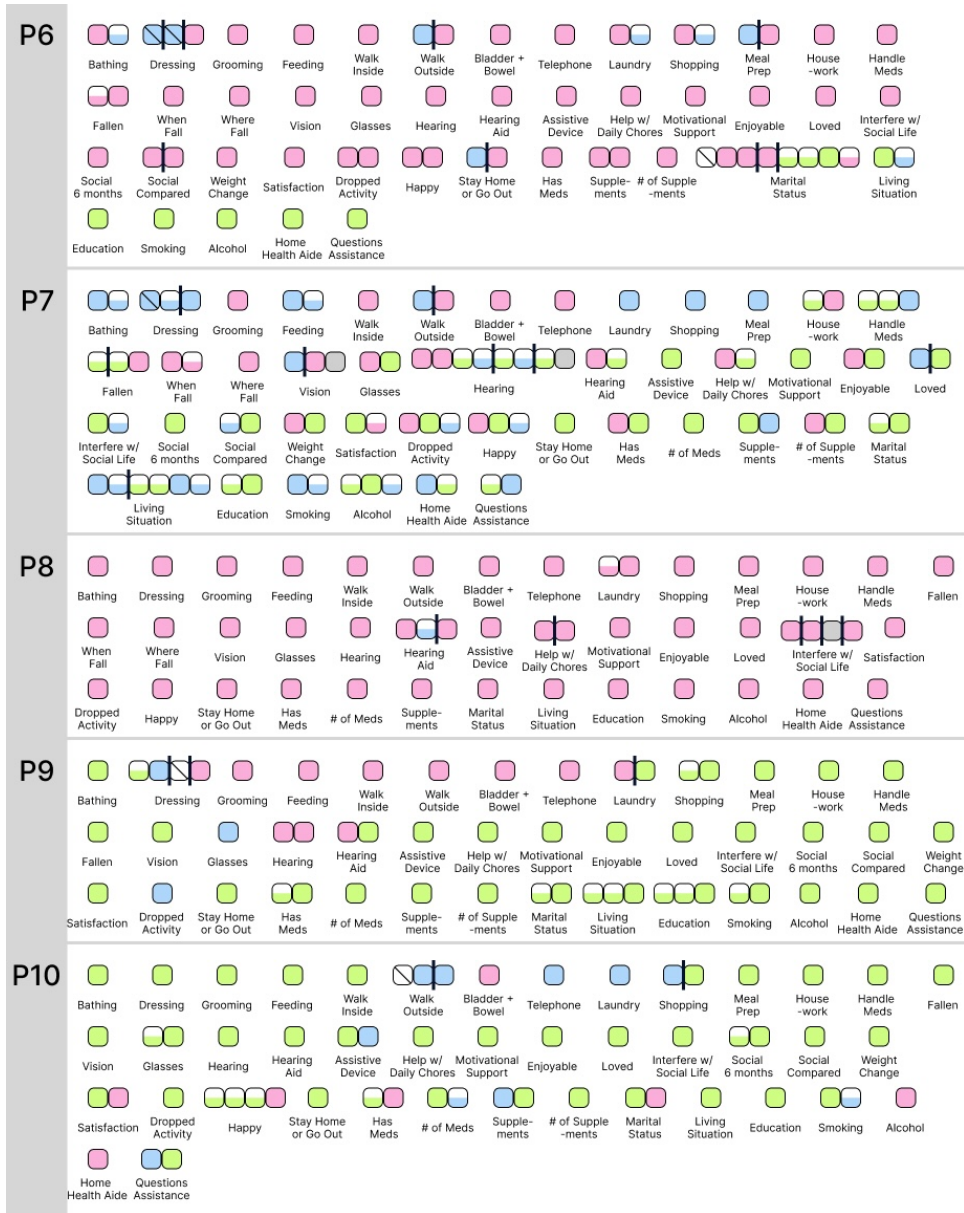 P6
Bathing Dressing Grooming Feeding Walk Inside Walk Outside Bladder + Bowel Telephone Laundry Shopping Meal Prep House -work Handle Meds
Fallen When Fall Where Fall Vision Glasses Hearing Hearing Aid Assistive Device Help w/ Daily Chores Motivational Support Enjoyable Loved Interfere w/ Social Life
Social 6 months Social Compared Weight Change Satisfaction Dropped Activity Happy Stay Home or Go Out Has Meds Supple- ments # of Supple -ments Marital Status Living Situation
Education Smoking Alcohol Home Health Aide Questions Assistance
P7
Bathing Dressing Grooming Feeding Walk Inside Walk Outside Bladder + Bowel Telephone Laundry Shopping Meal Prep House -work Handle Meds
Fallen When Fall Where Fall Vision Glasses Hearing Hearing Aid Assistive Device Help w/ Daily Chores Motivational Support Enjoyable Loved
Interfere w/ Social Life Social 6 months Social Compared Weight Change Satisfaction Dropped Activity Happy Stay Home or Go Out Has Meds # of Meds Supple- ments # of Supple -ments Marital Status
Living Situation Education Smoking Alcohol Home Health Aide Questions Assistance
P8
Bathing Dressing Grooming Feeding Walk Inside Walk Outside Bladder + Bowel Telephone Laundry Shopping Meal Prep House -work Handle Meds Fallen
When Fall Where Fall Vision Glasses Hearing Hearing Aid Assistive Device Help w/ Daily Chores Motivational Support Enjoyable Loved Interfere w/ Social Life Satisfaction
Dropped Activity Happy Stay Home or Go Out Has Meds # of Meds Supple- ments Marital Status Living Situation Education Smoking Alcohol Home Health Aide Questions Assistance
P9
Bathing Dressing Grooming Feeding Walk Inside Walk Outside Bladder + Bowel Telephone Laundry Shopping Meal Prep House -work Handle Meds
Fallen Vision Glasses Hearing Hearing Aid Assistive Device Help w/ Daily Chores Motivational Support Enjoyable Loved Interfere w/ Social Life Social 6 months Social Compared Weight Change
Satisfaction Dropped Activity Stay Home or Go Out Has Meds # of Meds Supple- ments # of Supple -ments Marital Status Living Situation Education Smoking Alcohol Home Health Aide Questions Assistance
P10
Bathing Dressing Grooming Feeding Walk Inside Walk Outside Bladder + Bowel Telephone Laundry Shopping Meal Prep House -work Handle Meds Fallen
Vision Glasses Hearing Hearing Aid Assistive Device Help w/ Daily Chores Motivational Support Enjoyable Loved Interfere w/ Social Life Social 6 months Social Compared Weight Change
Satisfaction Dropped Activity Happy Stay Home or Go Out Has Meds # of Meds Supple- ments # of Supple -ments Marital Status Living Situation Education Smoking Alcohol
Home Health Aide Questions Assistance